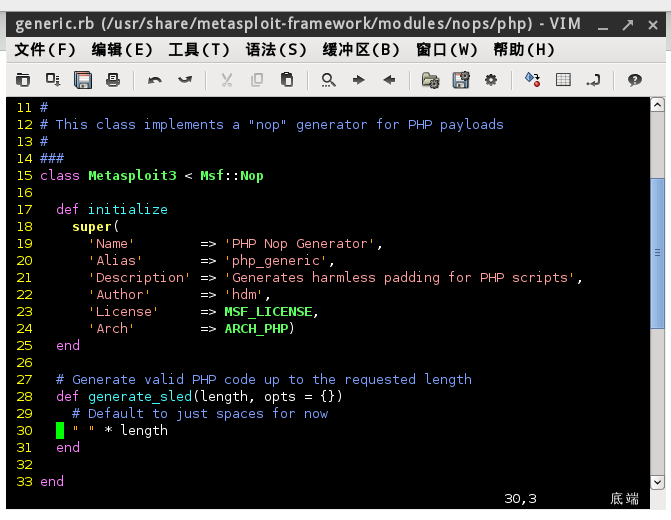 generic.rb (/usr/share/metasploit-framework/modules/nops/php) - VIM
文件(F) 编辑(E) 工具(T) 语法(S) 缓冲区(B) 窗口(W) 帮助(H)
11 #
12 # This class implements a "nop" generator for PHP payloads
13 #
14 ###
15 class Metasploit3 < Msf::Nop
16
17   def initialize
18     super(
19       'Name'        => 'PHP Nop Generator',
20       'Alias'       => 'php_generic',
21       'Description' => 'Generates harmless padding for PHP scripts',
22       'Author'      => 'hdm',
23       'License'     => MSF_LICENSE,
24       'Arch'        => ARCH_PHP)
25   end
26
27   # Generate valid PHP code up to the requested length
28   def generate_sled(length, opts = {})
29     # Default to just spaces for now
30     " " * length
31   end
32
33 end
30,3 底端